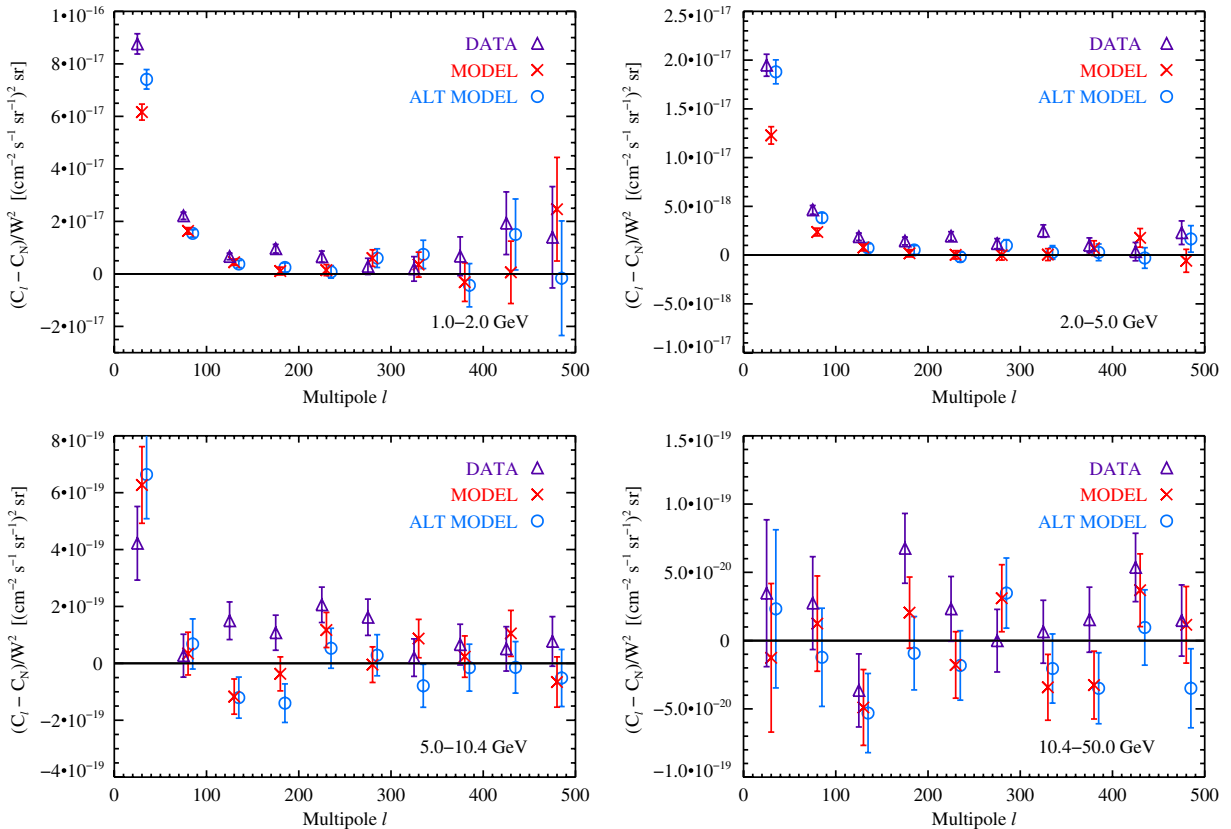 1•10⁻¹⁶
8•10⁻¹⁷
6•10⁻¹⁷
4•10⁻¹⁷
2•10⁻¹⁷
0
−2•10⁻¹⁷
(C_l − C_N)/W² [(cm⁻² s⁻¹ sr⁻¹)² sr]
DATA
MODEL
ALT MODEL
1.0–2.0 GeV
0 100 200 300 400 500
Multipole l
2.0•10⁻¹⁷
1.5•10⁻¹⁷
1.0•10⁻¹⁷
5.0•10⁻¹⁸
0
−5.0•10⁻¹⁸
−1.0•10⁻¹⁷
(C_l − C_N)/W² [(cm⁻² s⁻¹ sr⁻¹)² sr]
DATA
MODEL
ALT MODEL
2.0–5.0 GeV
0 100 200 300 400 500
Multipole l
8•10⁻¹⁹
6•10⁻¹⁹
4•10⁻¹⁹
2•10⁻¹⁹
0
−2•10⁻¹⁹
−4•10⁻¹⁹
(C_l − C_N)/W² [(cm⁻² s⁻¹ sr⁻¹)² sr]
DATA
MODEL
ALT MODEL
5.0–10.4 GeV
0 100 200 300 400 500
Multipole l
1.5•10⁻¹⁹
1.0•10⁻¹⁹
5.0•10⁻²⁰
0
−5.0•10⁻²⁰
−1.0•10⁻¹⁹
(C_l − C_N)/W² [(cm⁻² s⁻¹ sr⁻¹)² sr]
DATA
MODEL
ALT MODEL
10.4–50.0 GeV
0 100 200 300 400 500
Multipole l